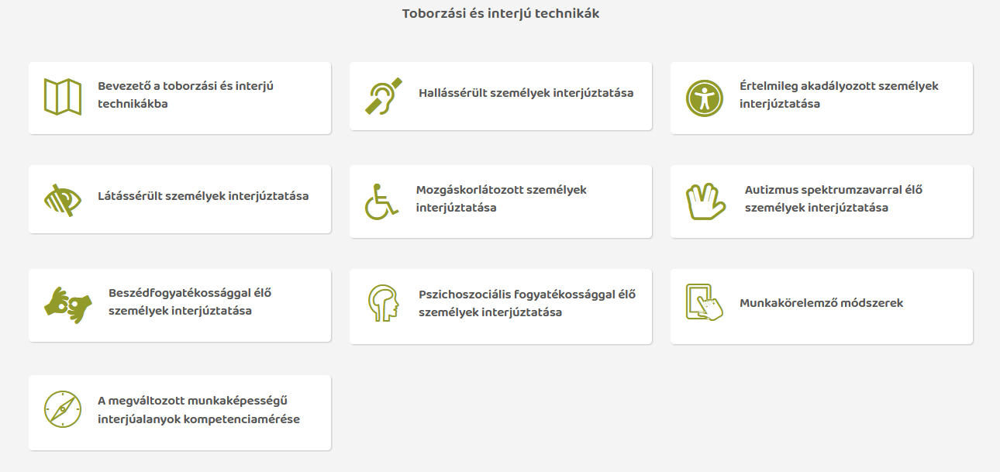 Toborzási és interjú technikák
Bevezető a toborzási és interjú
technikákba
Hallássérült személyek interjúztatása
Értelmileg akadályozott személyek
interjúztatása
Látássérült személyek interjúztatása
Mozgáskorlátozott személyek
interjúztatása
Autizmus spektrumzavarral élő
személyek interjúztatása
Beszédfogyatékossággal élő
személyek interjúztatása
Pszichoszociális fogyatékossággal élő
személyek interjúztatása
Munkakörelemző módszerek
A megváltozott munkaképességű
interjúalanyok kompetenciamérése